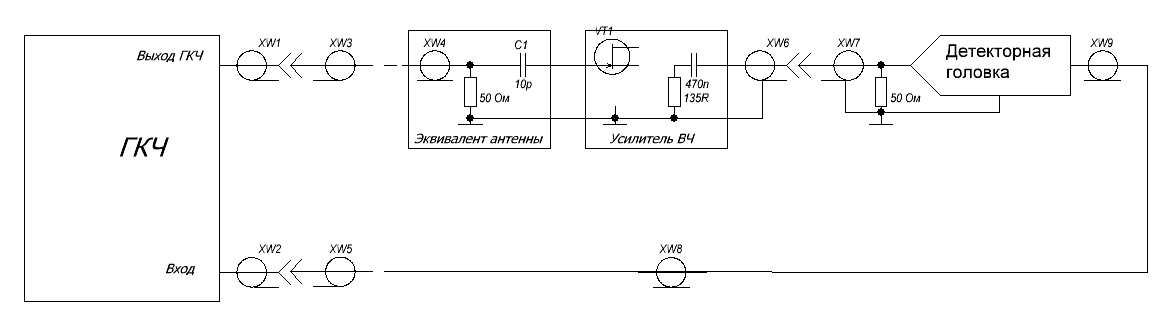 Выход ГКЧ
XW1
XW3
XW4
C1
10p
50 Ом
Эквивалент антенны
VT1
470n
135R
Усилитель ВЧ
XW6
XW7
50 Ом
Детекторная
головка
XW9
ГКЧ
Вход
XW2
XW5
XW8